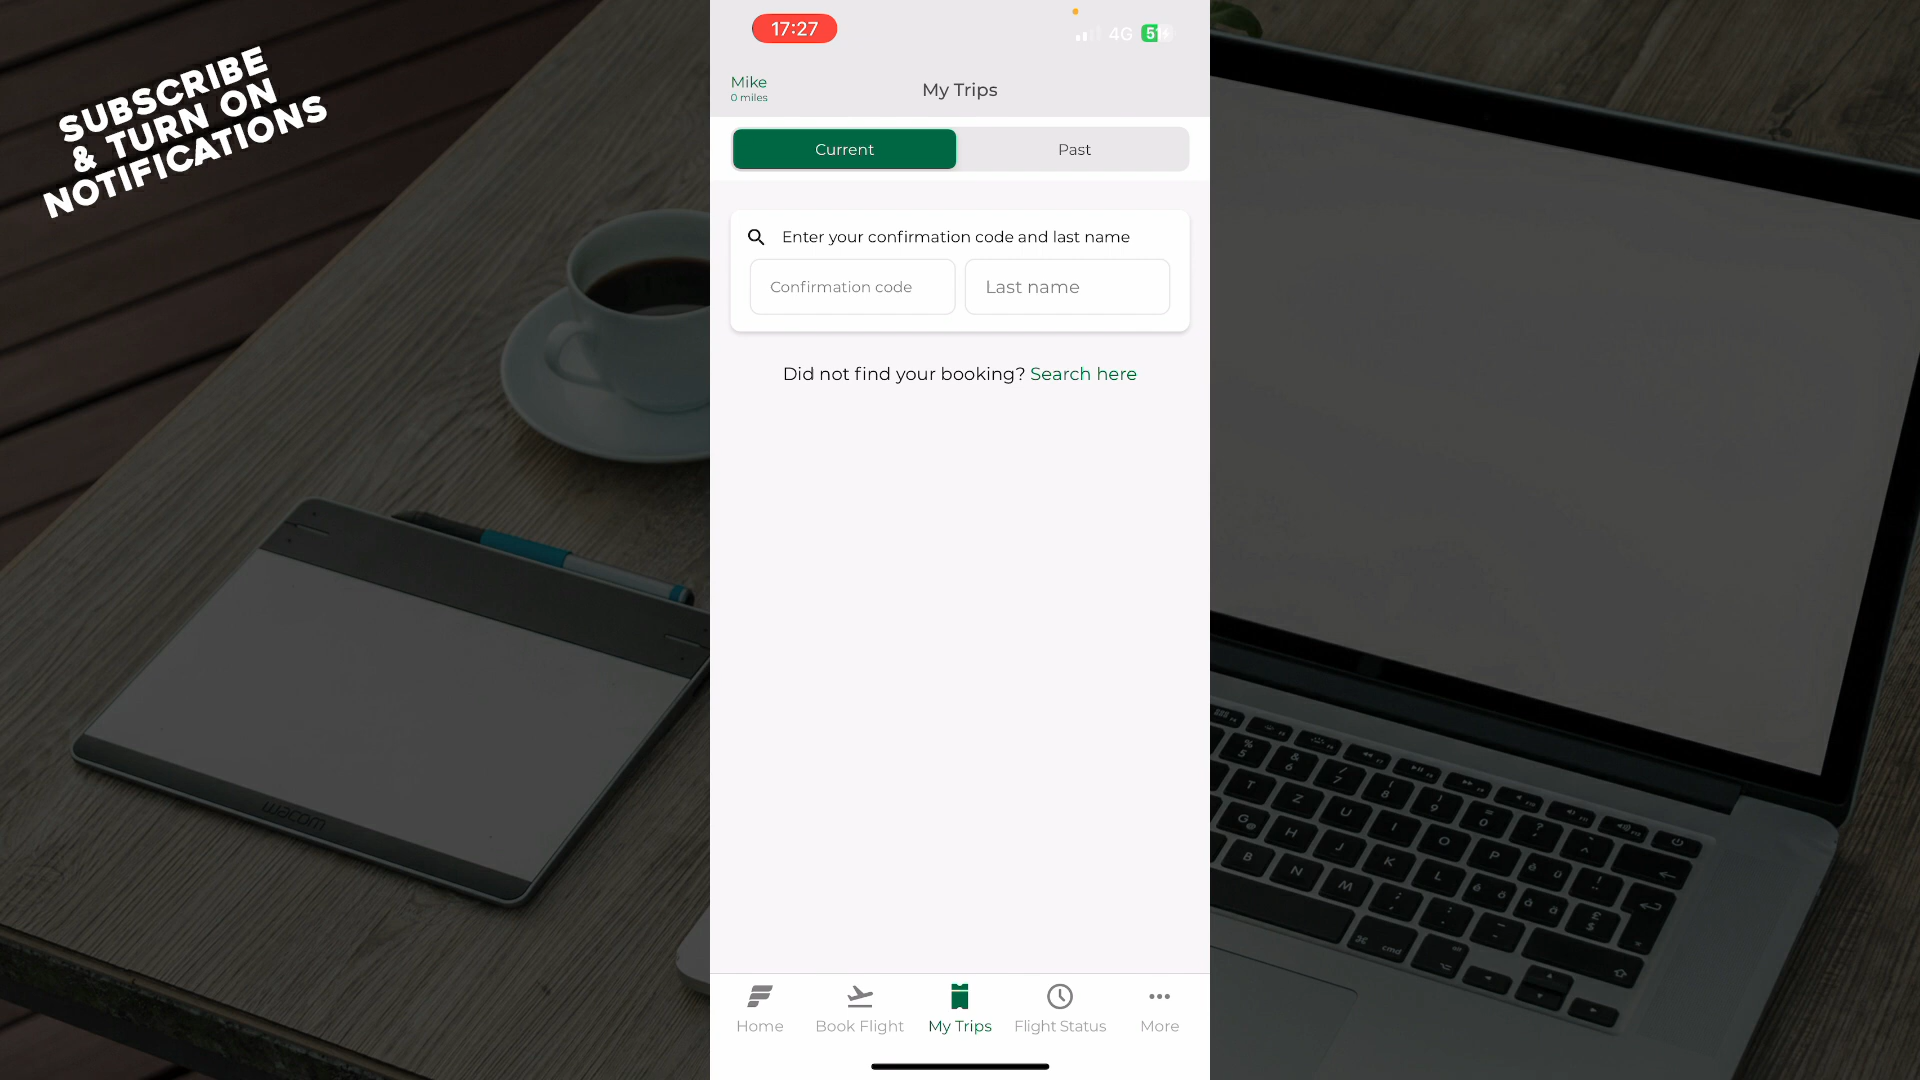 SUBSCRIBE
& TURN ON
NOTIFICATIONS
17:27
4G
Mike
0 miles
My Trips
Current
Past
Enter your confirmation code and last name
Confirmation code
Last name
Did not find your booking? Search here
wacom
Home
Book Flight
My Trips
Flight Status
More